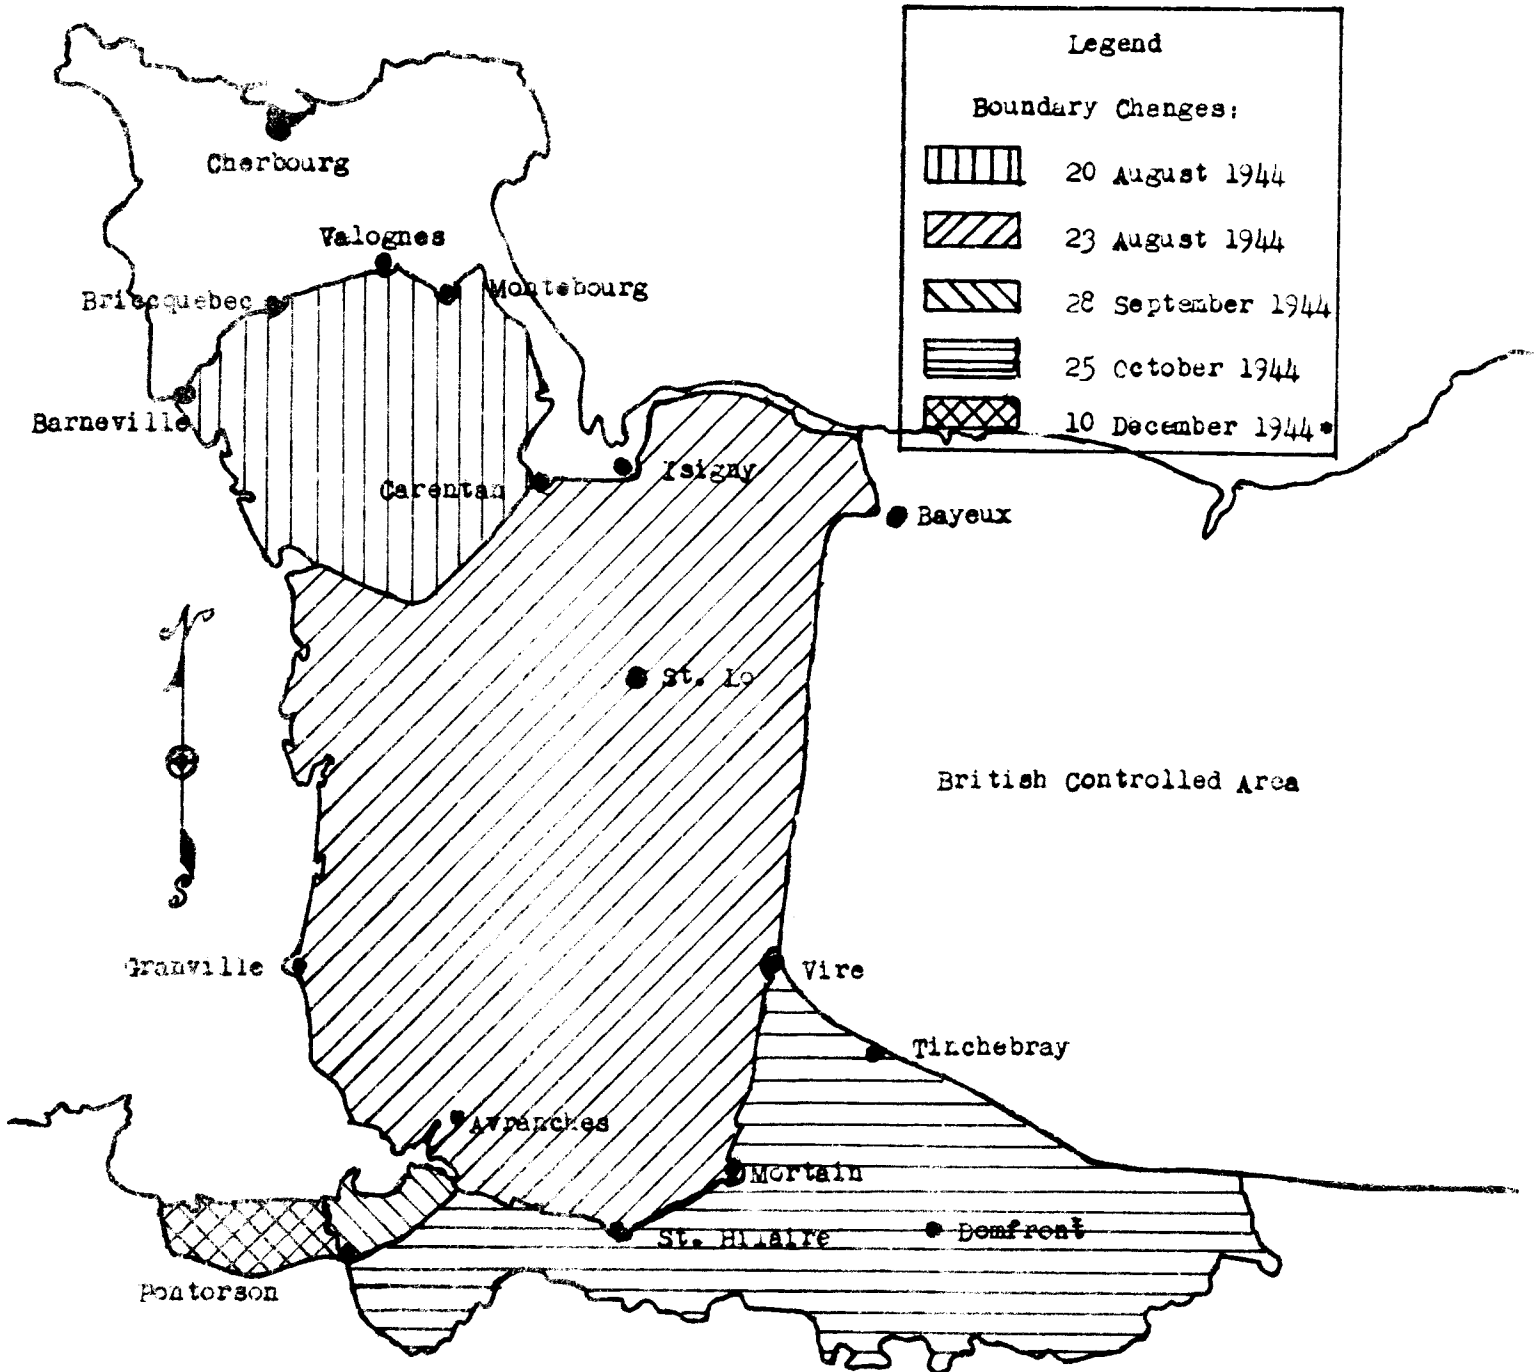 Legend
Boundary Changes:
20 August 1944
23 August 1944
28 September 1944
25 October 1944
10 December 1944*
Cherbourg
Valognes
Bricquebec
Montebourg
Barneville
Carentan
Ysigny
Bayeux
N
St. Lo
British Controlled Area
S
Granville
Vire
Tinchebray
Avranches
Mortain
St. Hilaire
Domfront
Pontorson